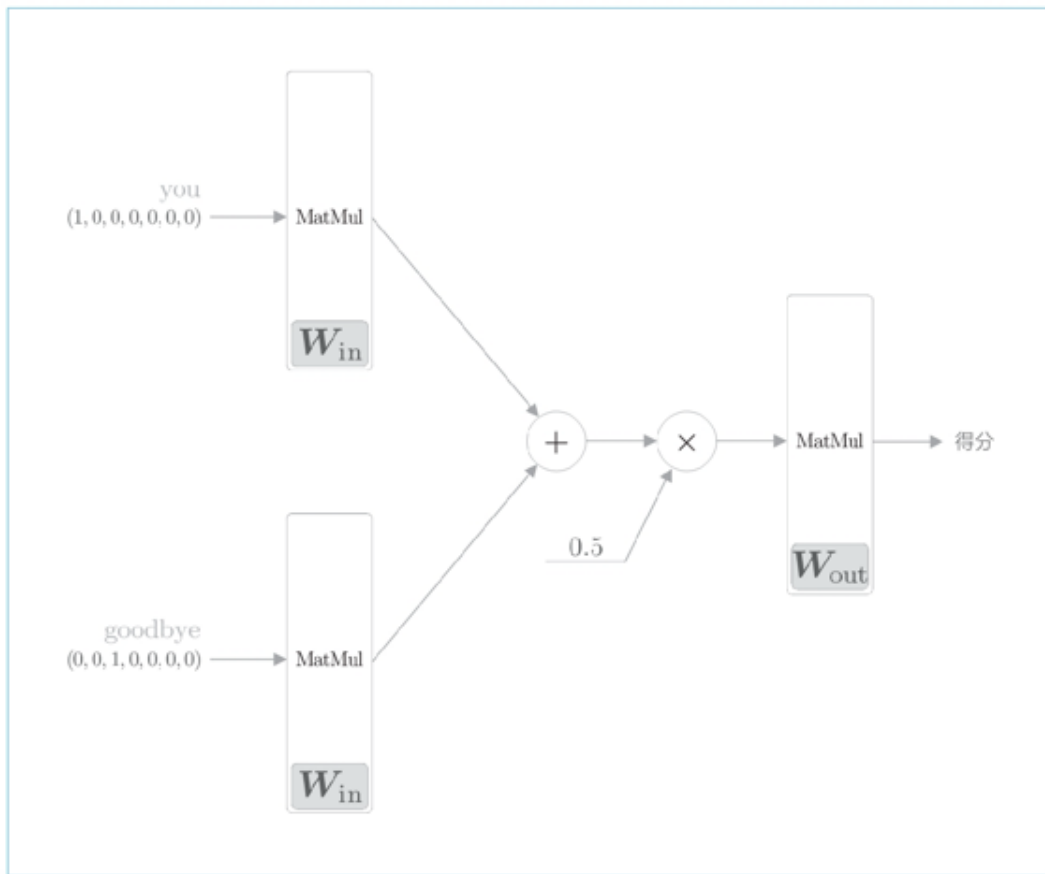 you
(1, 0, 0, 0, 0, 0, 0)
MatMul
W_in
+
×
MatMul
得分
0.5
W_out
goodbye
(0, 0, 1, 0, 0, 0, 0)
MatMul
W_in